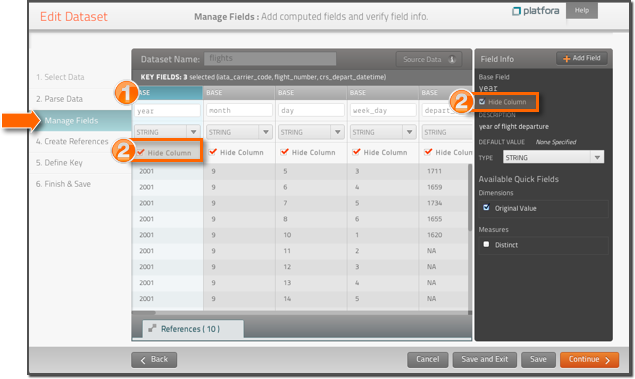 Edit Dataset
Manage Fields : Add computed fields and verify field info.
platfora
Help
Dataset Name: flights
Source Data
Field Info
Add Field
KEY FIELDS: 3 selected (iata_carrier_code, flight_number, crs_depart_datetime)
1. Select Data
2. Parse Data
Manage Fields
4. Create References
5. Define Key
6. Finish & Save
1
BASE BASE BASE BASE
year month day week_day depart_
STRING STRING STRING STRING STRING
2 Hide Column Hide Column Hide Column Hide Column Hide Column
2001 9 5 3 1711
2001 9 6 4 1659
2001 9 7 5 1734
2001 9 8 6 1655
2001 9 10 1 1620
2001 9 11 2 NA
2001 9 12 3 NA
2001 9 13 4 NA
2001 9 14 5 NA
References ( 10 )
Base Field
year
2 Hide Column
DESCRIPTION
year of flight departure
DEFAULT VALUE None Specified
TYPE STRING
Available Quick Fields
Dimensions
Original Value
Measures
Distinct
Back
Cancel
Save and Exit
Save
Continue